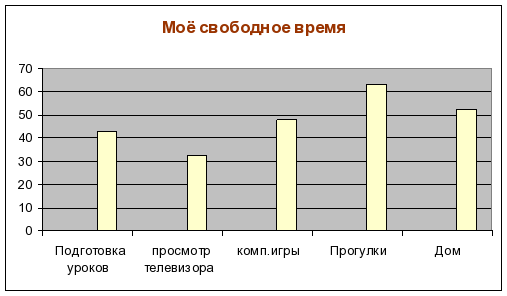 Моё свободное время
70
60
50
40
30
20
10
0
Подготовка уроков
просмотр телевизора
комп.игры
Прогулки
Дом